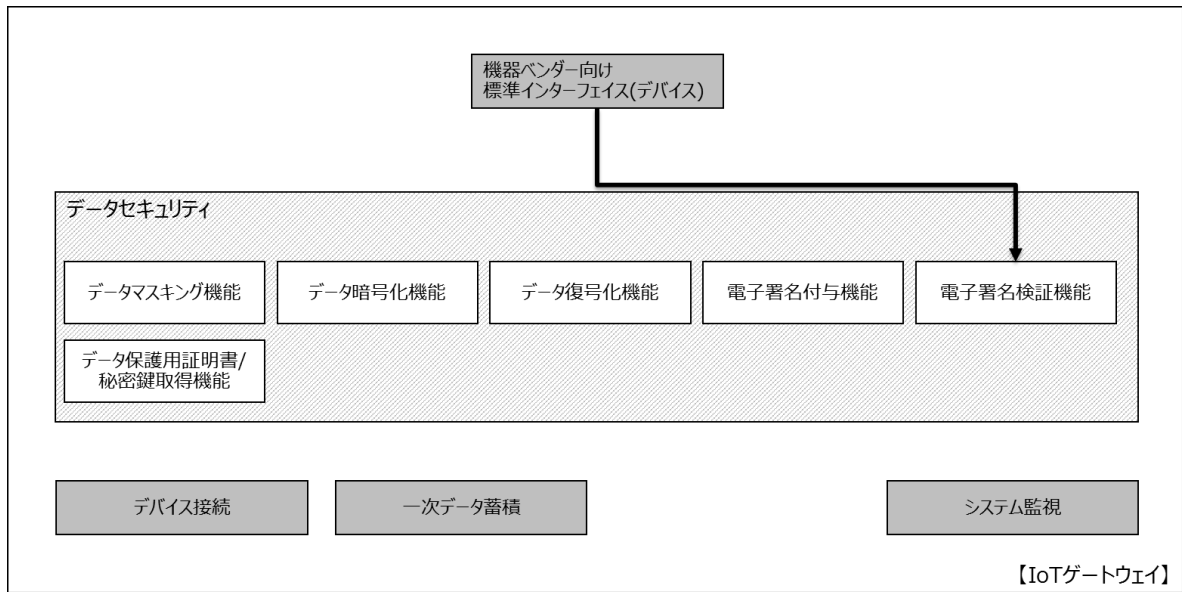 機器ベンダー向け
標準インターフェイス(デバイス)
データセキュリティ
データマスキング機能
データ暗号化機能
データ復号化機能
電子署名付与機能
電子署名検証機能
データ保護用証明書/
秘密鍵取得機能
デバイス接続
一次データ蓄積
システム監視
【IoTゲートウェイ】